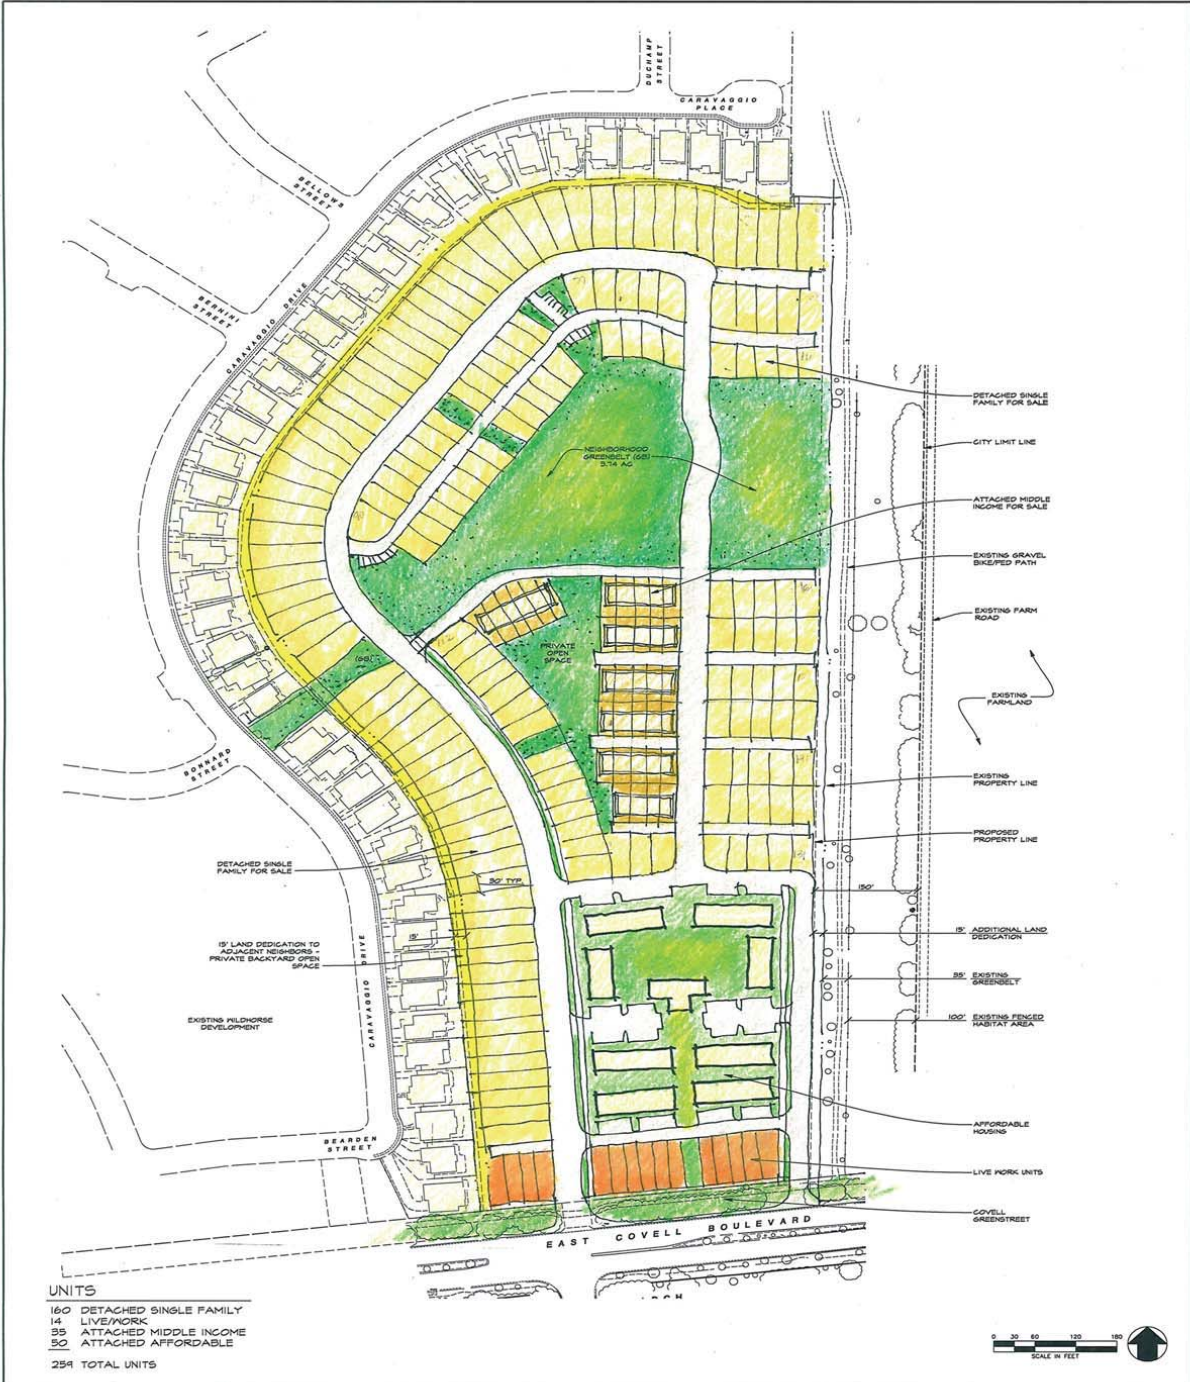 DUCHAMP
STREET
CARAVAGGIO
PLACE
BELLOWS
STREET
BERNINI
STREET
CARAVAGGIO DRIVE
DETACHED SINGLE
FAMILY FOR SALE
CITY LIMIT LINE
NEIGHBORHOOD
GREENBELT (GB)
5.74 AC
ATTACHED MIDDLE
INCOME FOR SALE
EXISTING GRAVEL
BIKE/PED PATH
EXISTING FARM
ROAD
PRIVATE
OPEN
SPACE
(GB)
EXISTING
FARMLAND
BONNARD
STREET
EXISTING
PROPERTY LINE
PROPOSED
PROPERTY LINE
DETACHED SINGLE
FAMILY FOR SALE
50' TYP.
150'
15'
15' LAND DEDICATION TO
ADJACENT NEIGHBORS -
PRIVATE BACKYARD OPEN
SPACE
15' ADDITIONAL LAND
DEDICATION
35' EXISTING
GREENBELT
CARAVAGGIO DRIVE
EXISTING WILDHORSE
DEVELOPMENT
100' EXISTING FENCED
HABITAT AREA
AFFORDABLE
HOUSING
BEARDEN
STREET
LIVE WORK UNITS
COVELL
GREENSTREET
EAST COVELL BOULEVARD
UNITS
160 DETACHED SINGLE FAMILY
14 LIVE/WORK
35 ATTACHED MIDDLE INCOME
50 ATTACHED AFFORDABLE
259 TOTAL UNITS
0 30 60 120 180
SCALE IN FEET